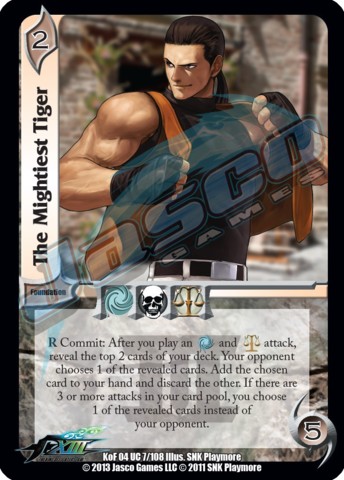 2
The Mightiest Tiger
JASCO
GAMES
Foundation
R Commit: After you play an and attack,
reveal the top 2 cards of your deck. Your opponent
chooses 1 of the revealed cards. Add the chosen
card to your hand and discard the other. If there are
3 or more attacks in your card pool, you choose
1 of the revealed cards instead of
your opponent.
5
XIII
KoF 04 UC 7/108 Illus. SNK Playmore
© 2013 Jasco Games LLC © 2011 SNK Playmore